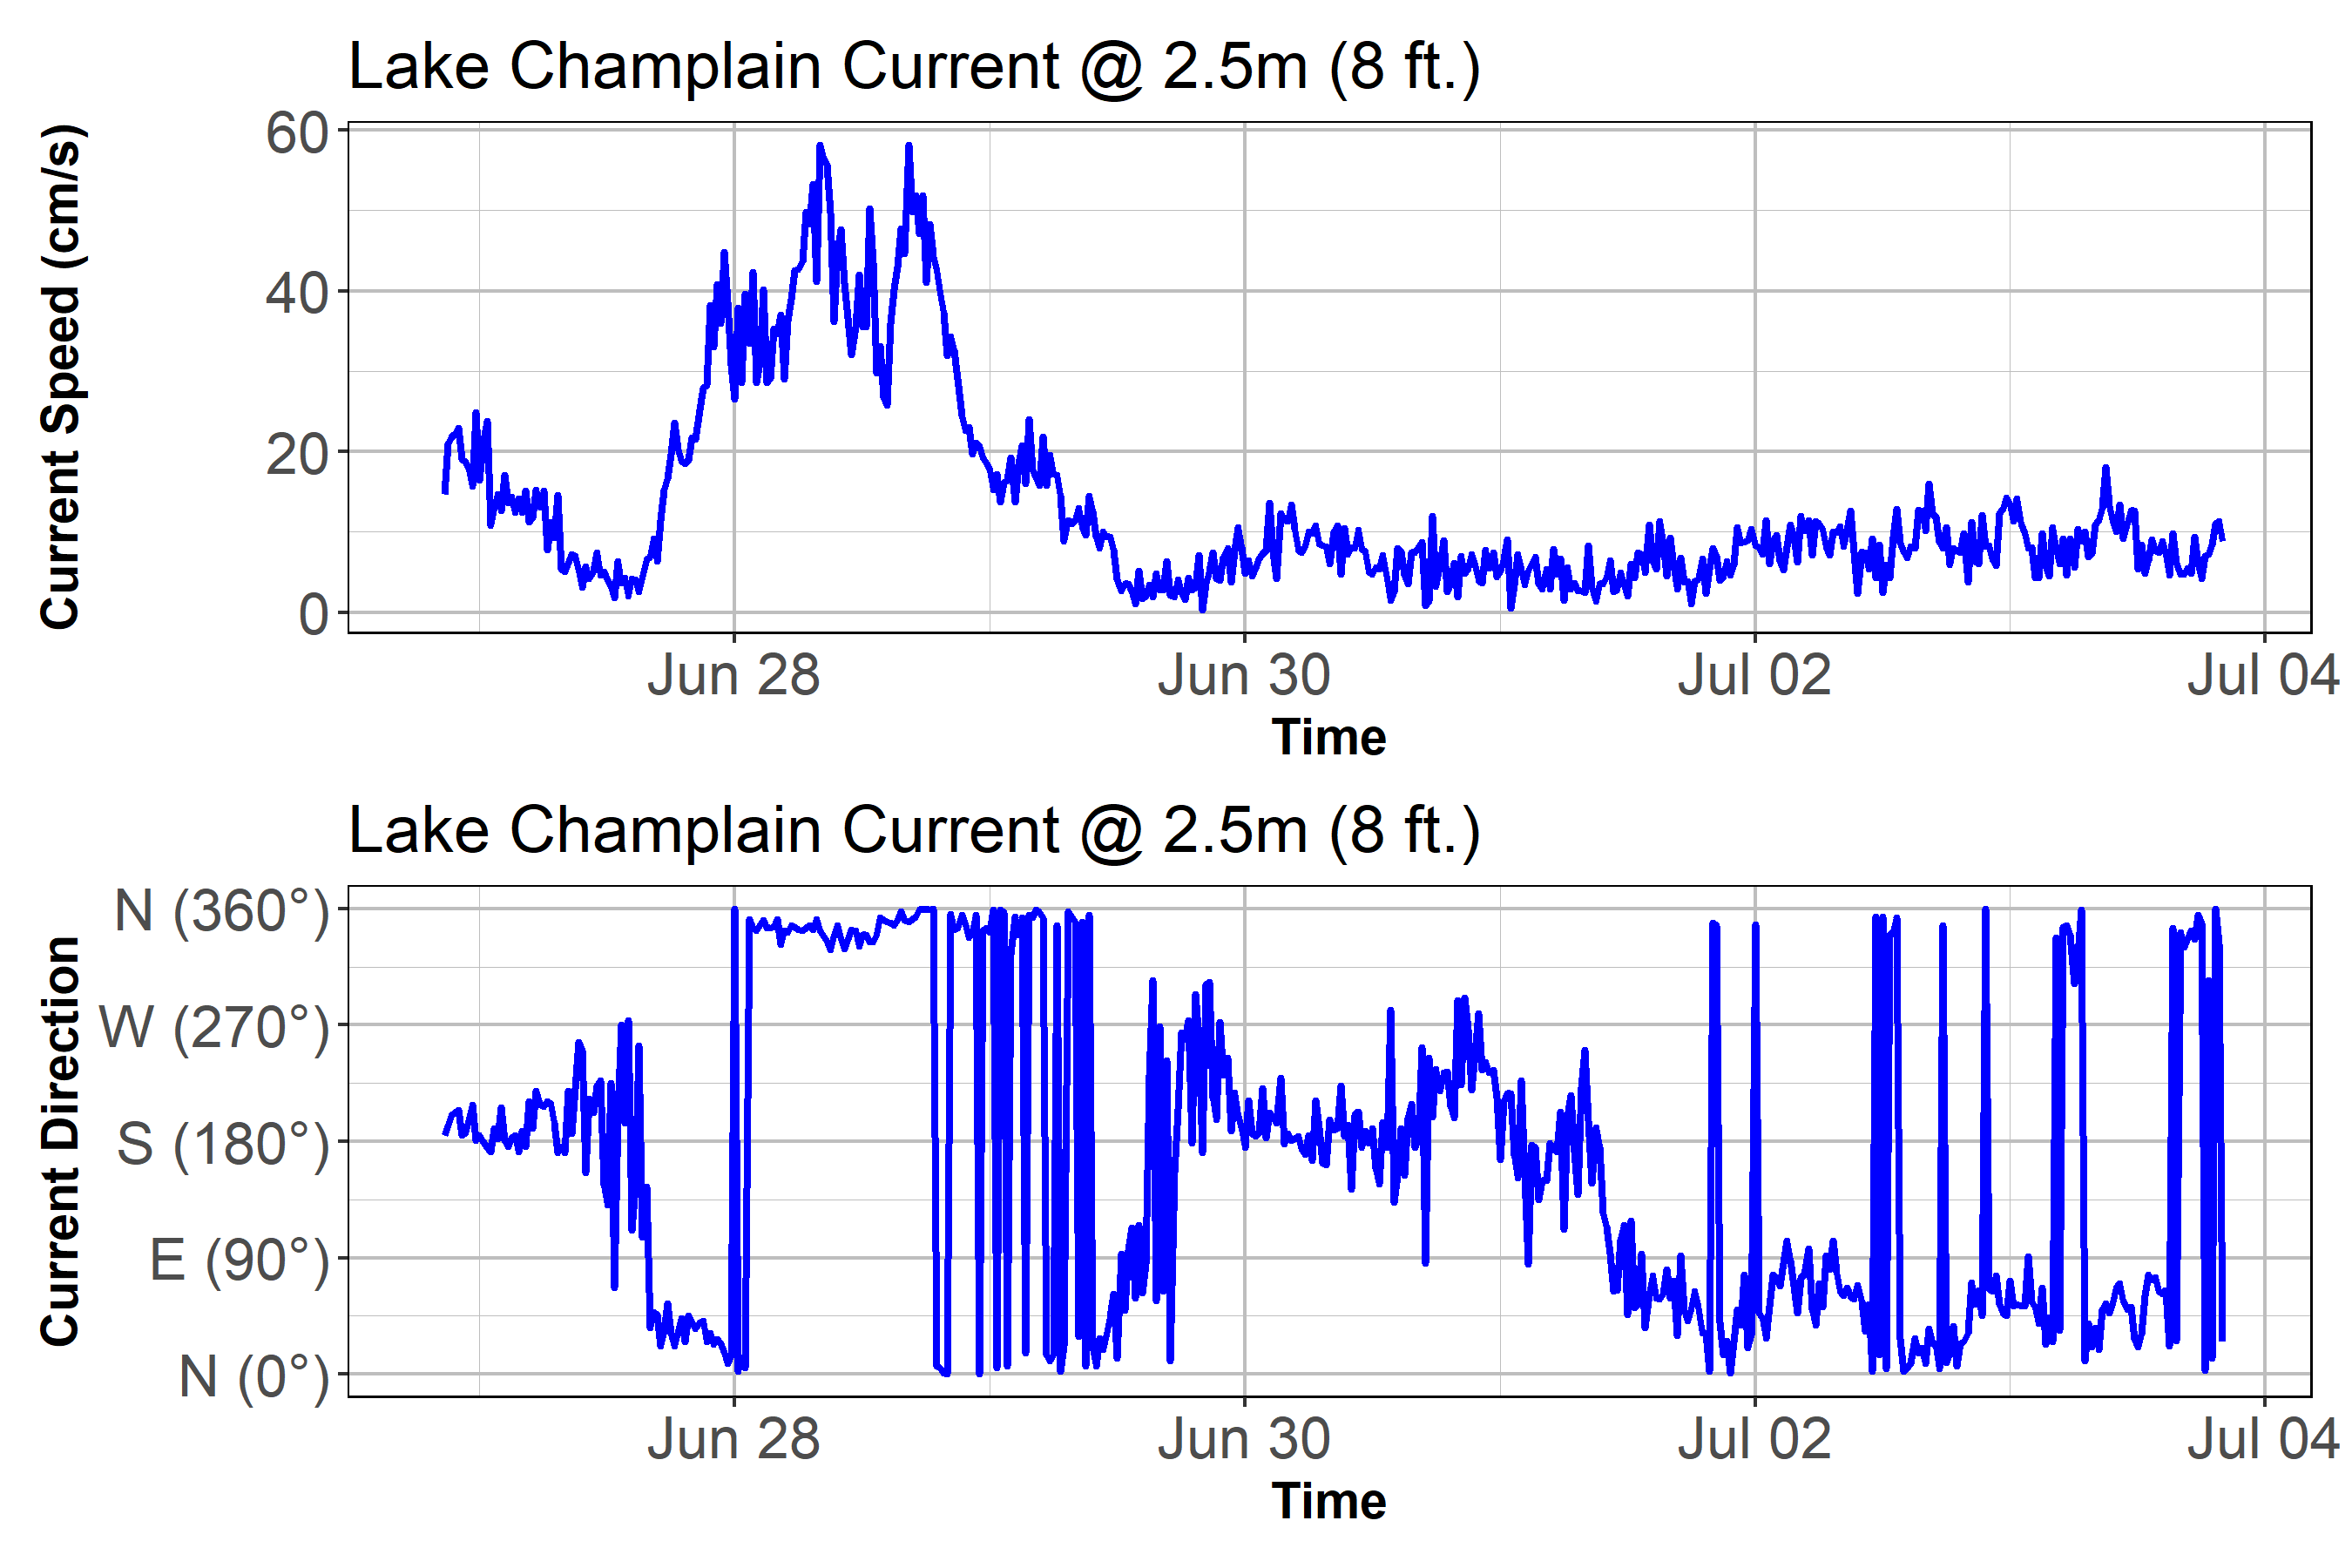 Lake Champlain Current @ 2.5m (8 ft.)
Current Speed (cm/s)
60
40
20
0
Jun 28 Jun 30 Jul 02 Jul 04
Time
Lake Champlain Current @ 2.5m (8 ft.)
Current Direction
N (360°)
W (270°)
S (180°)
E (90°)
N (0°)
Jun 28 Jun 30 Jul 02 Jul 04
Time